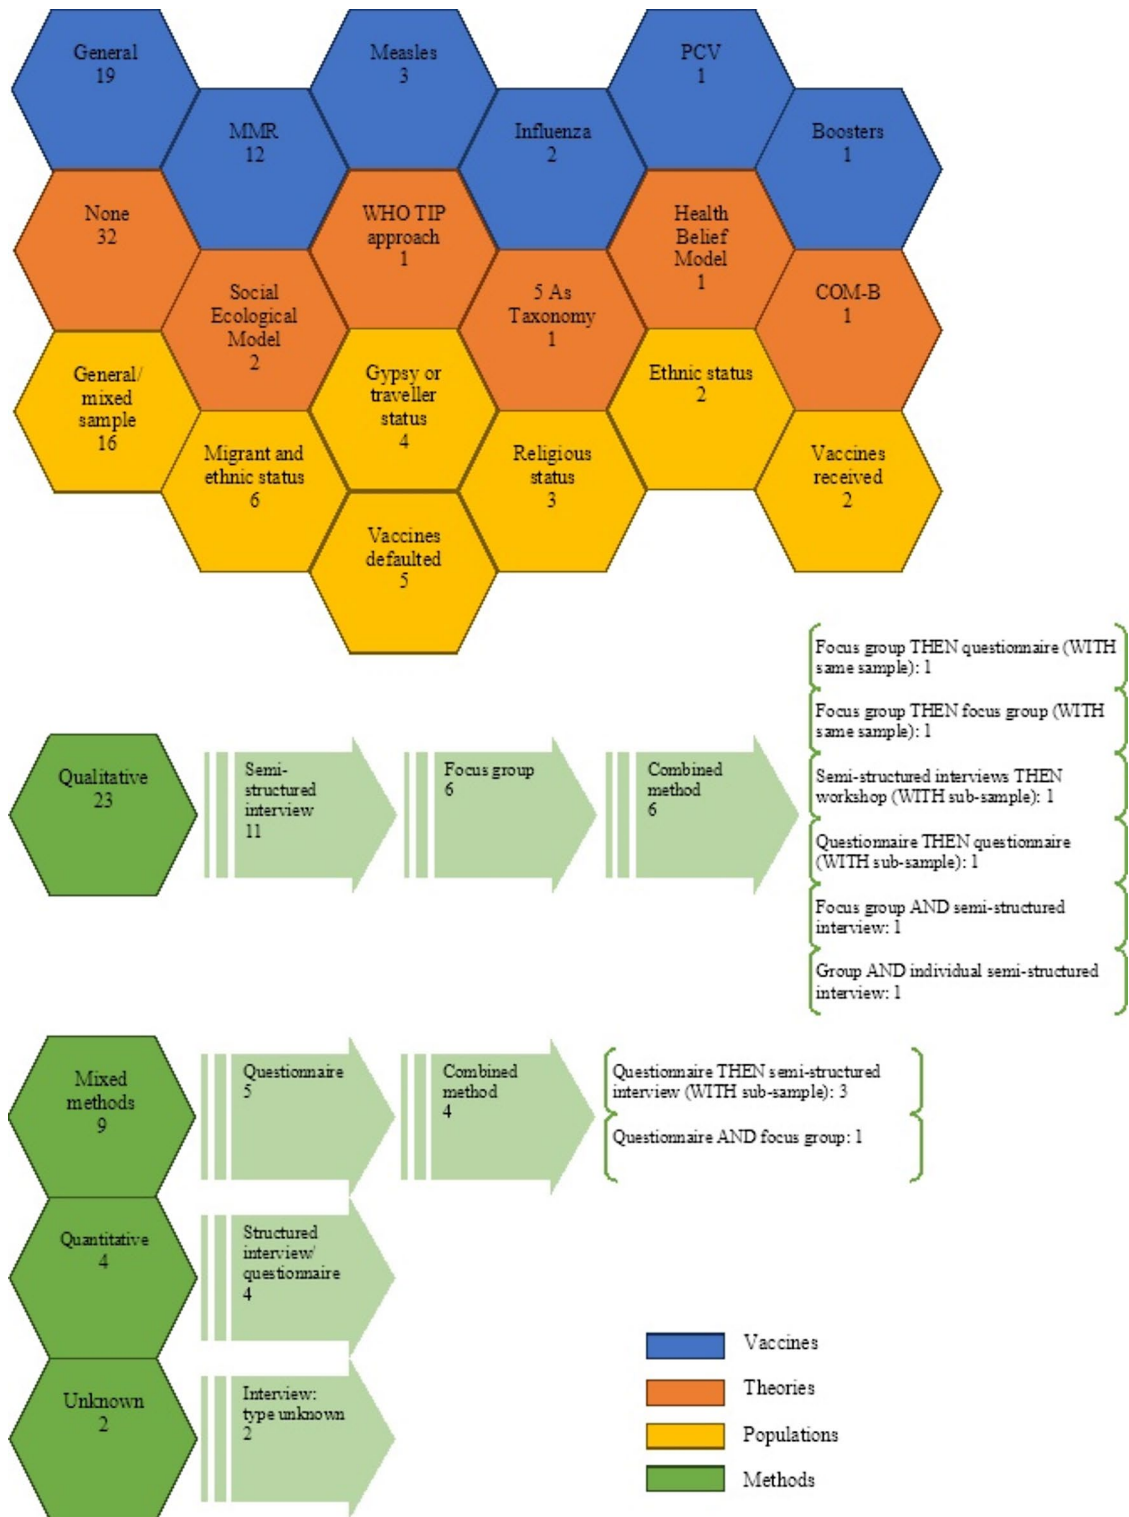 General
19
Measles
3
PCV
1
MMR
12
Influenza
2
Boosters
1
None
32
WHO TIP
approach
1
Health
Belief
Model
1
Social
Ecological
Model
2
5 As
Taxonomy
1
COM-B
1
General/
mixed
sample
16
Gypsy or
traveller
status
4
Ethnic status
2
Migrant and
ethnic status
6
Religious
status
3
Vaccines
received
2
Vaccines
defaulted
5
Qualitative
23
Semi-
structured
interview
11
Focus group
6
Combined
method
6
Focus group THEN questionnaire (WITH
same sample): 1
Focus group THEN focus group (WITH
same sample): 1
Semi-structured interviews THEN
workshop (WITH sub-sample): 1
Questionnaire THEN questionnaire
(WITH sub-sample): 1
Focus group AND semi-structured
interview: 1
Group AND individual semi-structured
interview: 1
Mixed
methods
9
Questionnaire
5
Combined
method
4
Questionnaire THEN semi-structured
interview (WITH sub-sample): 3
Questionnaire AND focus group: 1
Quantitative
4
Structured
interview/
questionnaire
4
Unknown
2
Interview:
type unknown
2
Vaccines
Theories
Populations
Methods